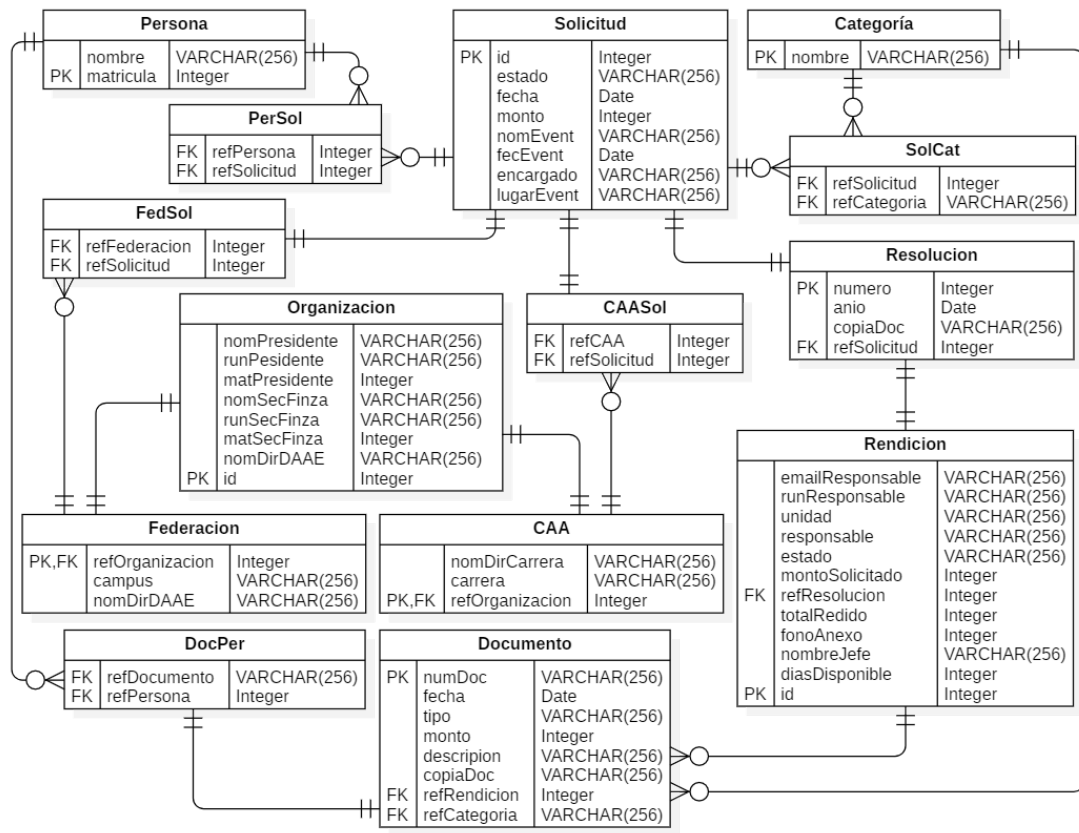 Persona
nombre VARCHAR(256)
PK matricula Integer
Solicitud
PK id Integer
estado VARCHAR(256)
fecha Date
monto Integer
nomEvent VARCHAR(256)
fecEvent Date
encargado VARCHAR(256)
lugarEvent VARCHAR(256)
Categoría
PK nombre VARCHAR(256)
PerSol
FK refPersona Integer
FK refSolicitud Integer
SolCat
FK refSolicitud Integer
FK refCategoria VARCHAR(256)
FedSol
FK refFederacion Integer
FK refSolicitud Integer
Resolucion
PK numero Integer
anio Date
copiaDoc VARCHAR(256)
FK refSolicitud Integer
Organizacion
nomPresidente VARCHAR(256)
runPesidente VARCHAR(256)
matPresidente Integer
nomSecFinza VARCHAR(256)
runSecFinza VARCHAR(256)
matSecFinza Integer
nomDirDAAE VARCHAR(256)
PK id Integer
CAASol
FK refCAA Integer
FK refSolicitud Integer
Rendicion
emailResponsable VARCHAR(256)
runResponsable VARCHAR(256)
unidad VARCHAR(256)
responsable VARCHAR(256)
estado VARCHAR(256)
montoSolicitado Integer
FK refResolucion Integer
totalRedido Integer
fonoAnexo Integer
nombreJefe VARCHAR(256)
diasDisponible Integer
PK id Integer
Federacion
PK,FK refOrganizacion Integer
campus VARCHAR(256)
nomDirDAAE VARCHAR(256)
CAA
nomDirCarrera VARCHAR(256)
carrera VARCHAR(256)
PK,FK refOrganizacion Integer
DocPer
FK refDocumento VARCHAR(256)
FK refPersona Integer
Documento
PK numDoc VARCHAR(256)
fecha Date
tipo VARCHAR(256)
monto Integer
descripion VARCHAR(256)
copiaDoc VARCHAR(256)
FK refRendicion Integer
FK refCategoria VARCHAR(256)